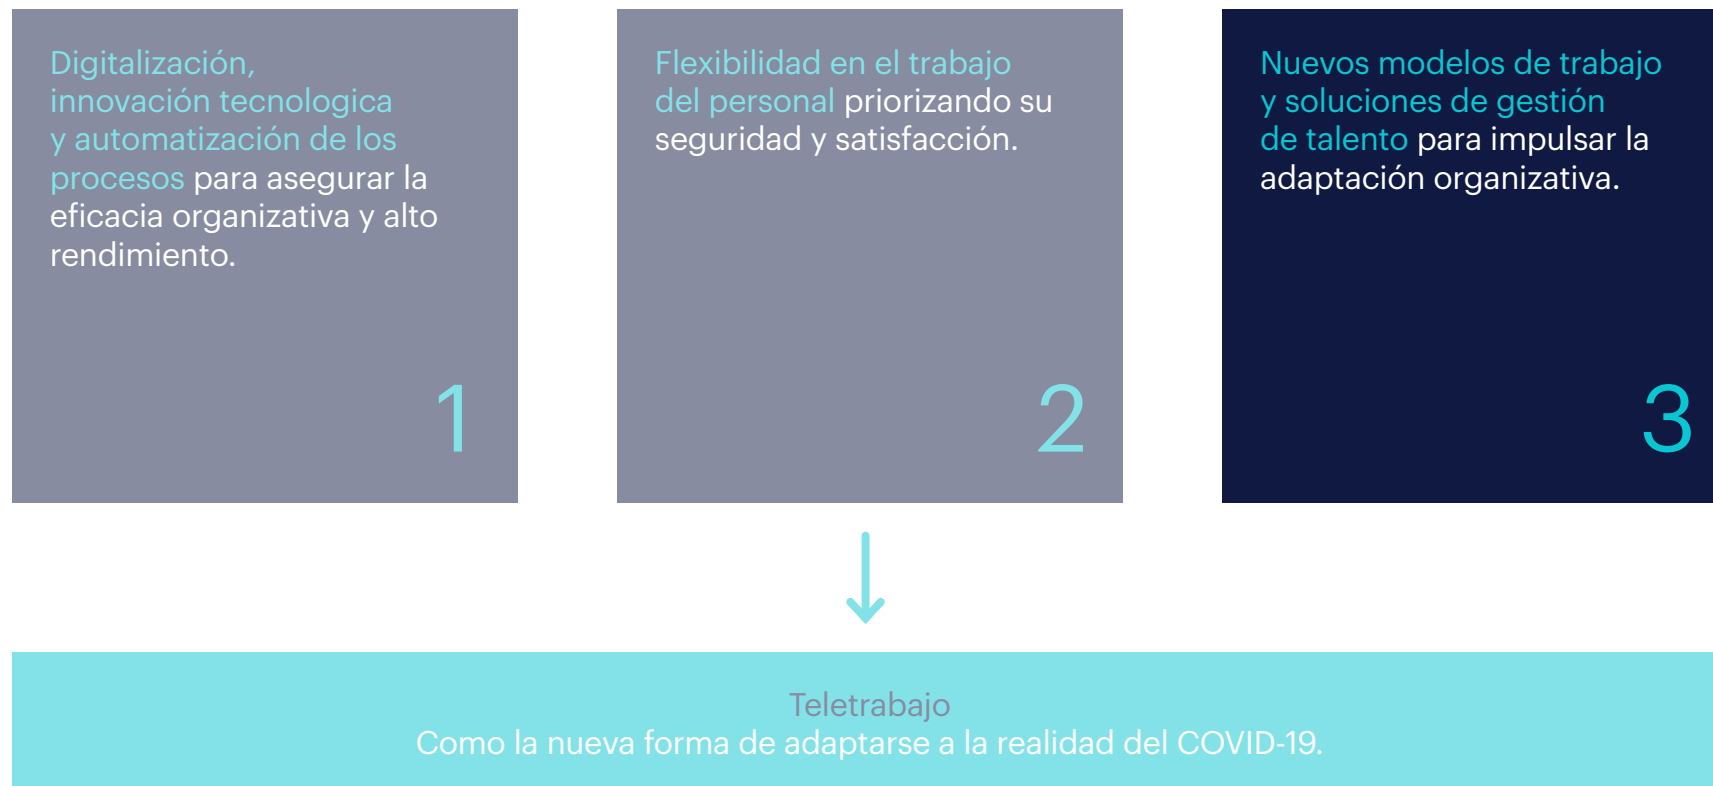 Digitalización,
innovación tecnologica
y automatización de los
procesos para asegurar la
eficacia organizativa y alto
rendimiento.
1
Flexibilidad en el trabajo
del personal priorizando su
seguridad y satisfacción.
2
Nuevos modelos de trabajo
y soluciones de gestión
de talento para impulsar la
adaptación organizativa.
3
Teletrabajo
Como la nueva forma de adaptarse a la realidad del COVID-19.